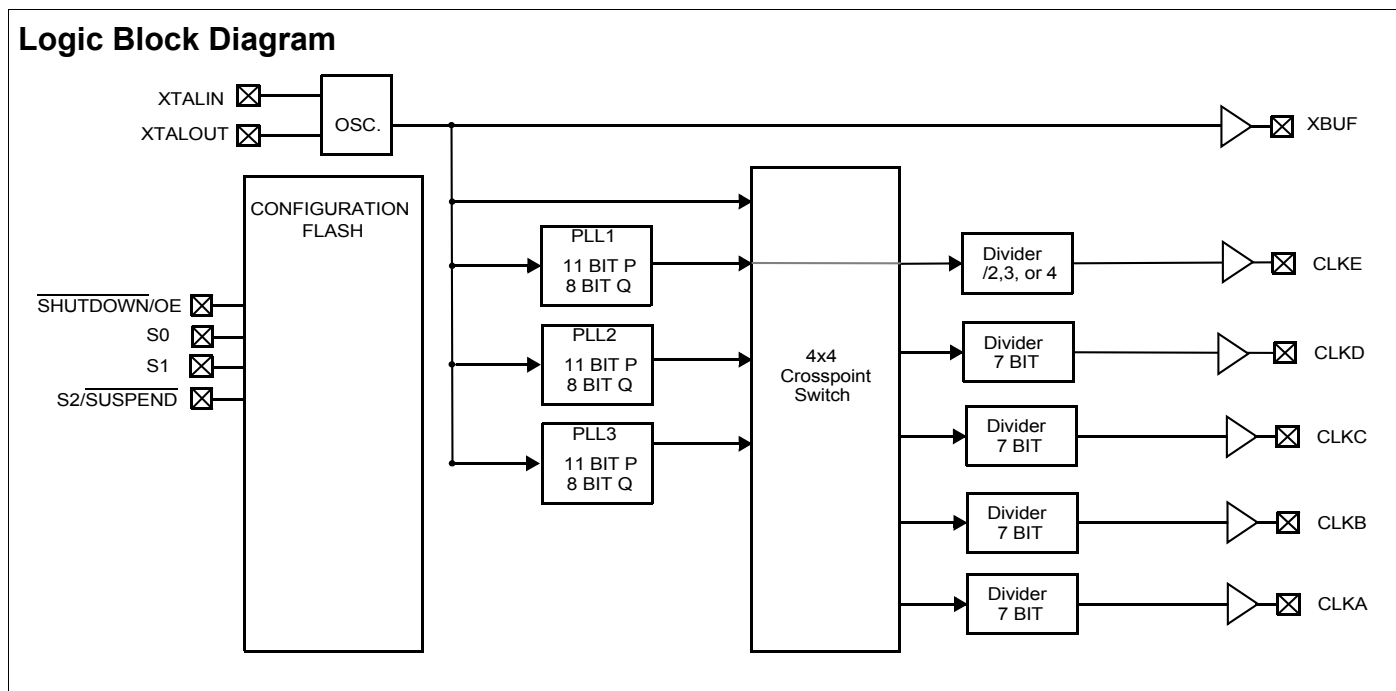 Logic Block Diagram
XTALIN
XTALOUT
OSC.
XBUF
CONFIGURATION
FLASH
SHUTDOWN/OE
S0
S1
S2/SUSPEND
PLL1
11 BIT P
8 BIT Q
PLL2
11 BIT P
8 BIT Q
PLL3
11 BIT P
8 BIT Q
4x4
Crosspoint
Switch
Divider
/2,3, or 4
CLKE
Divider
7 BIT
CLKD
Divider
7 BIT
CLKC
Divider
7 BIT
CLKB
Divider
7 BIT
CLKA